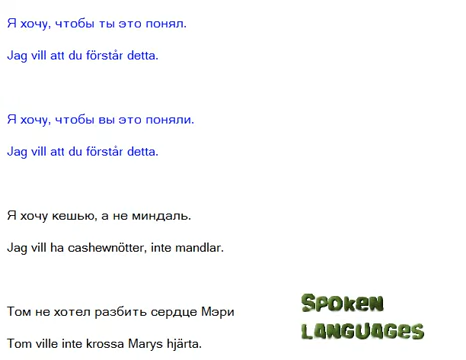 Я хочу, чтобы ты это понял.
Jag vill att du förstår detta.
Я хочу, чтобы вы это поняли.
Jag vill att du förstår detta.
Я хочу кешью, а не миндаль.
Jag vill ha cashewnötter, inte mandlar.
Том не хотел разбить сердце Мэри
Tom ville inte krossa Marys hjärta.
Spoken
Languages